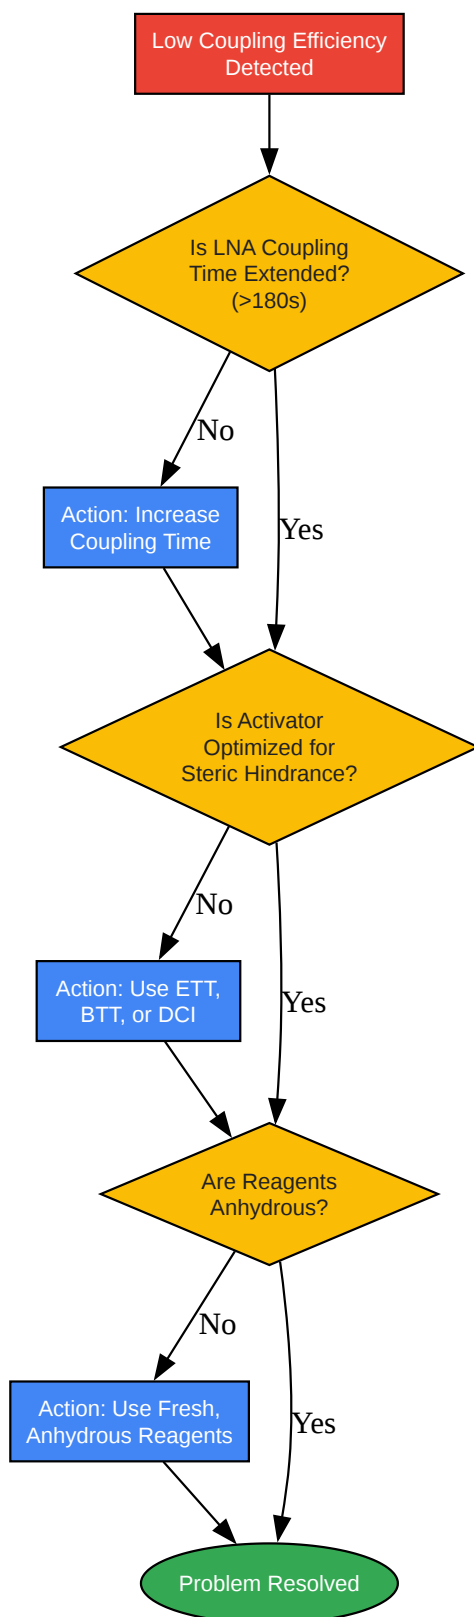 Low Coupling Efficiency
Detected
Is LNA Coupling
Time Extended?
(>180s)
No
Action: Increase
Coupling Time
Yes
Is Activator
Optimized for
Steric Hindrance?
No
Action: Use ETT,
BTT, or DCI
Yes
Are Reagents
Anhydrous?
No
Action: Use Fresh,
Anhydrous Reagents
Yes
Problem Resolved